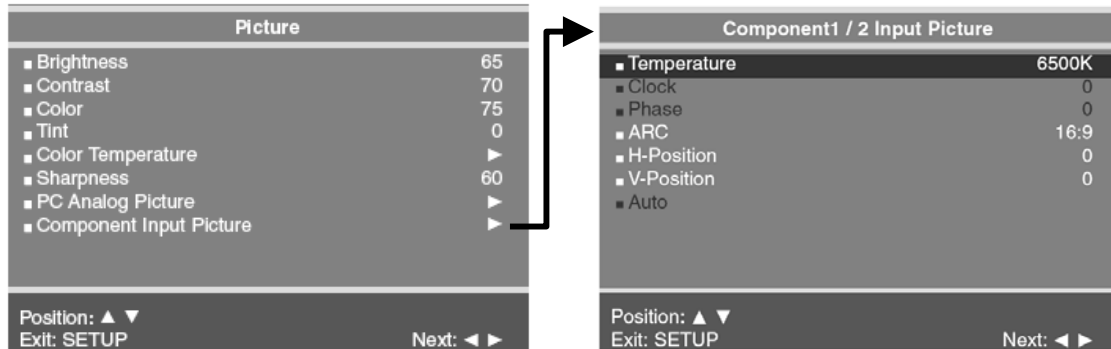 Picture
Brightness 65
Contrast 70
Color 75
Tint 0
Color Temperature ►
Sharpness 60
PC Analog Picture ►
Component Input Picture ►
Position: ▲ ▼
Exit: SETUP Next: ◄ ►
Component1 / 2 Input Picture
Temperature 6500K
Clock 0
Phase 0
ARC 16:9
H-Position 0
V-Position 0
Auto
Position: ▲ ▼
Exit: SETUP Next: ◄ ►